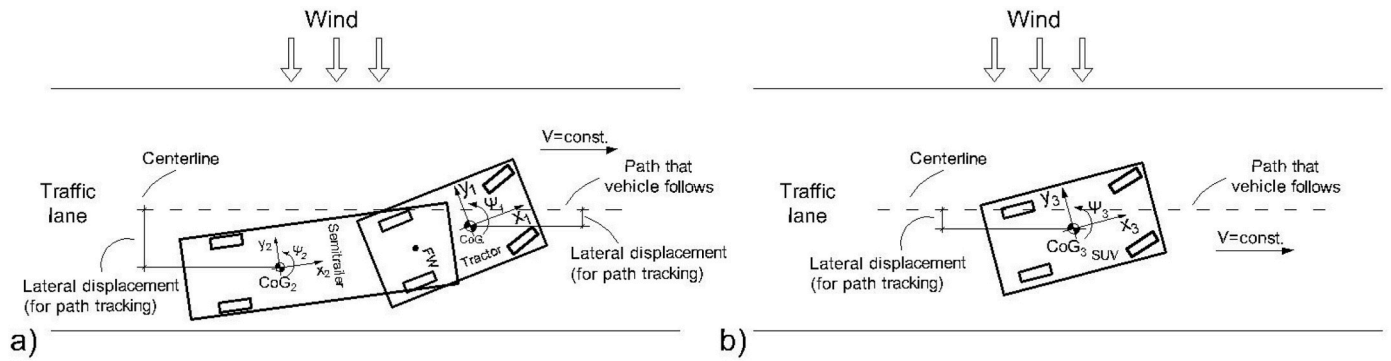 Wind
V=const.
Centerline
Path that
vehicle follows
Traffic
lane
y1
Ψ1
x1
CoG
Tractor
FW
Semitrailer
y2
Ψ2
x2
CoG2
Lateral displacement
(for path tracking)
Lateral displacement
(for path tracking)
a)
Wind
Centerline
Path that
vehicle follows
Traffic
lane
y3
Ψ3
x3
CoG3
SUV
V=const.
Lateral displacement
(for path tracking)
b)